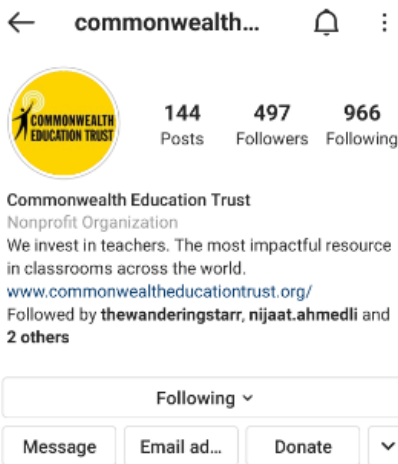 commonwealth...
COMMONWEALTH
EDUCATION TRUST
144 497 966
Posts Followers Following
Commonwealth Education Trust
Nonprofit Organization
We invest in teachers. The most impactful resource
in classrooms across the world.
www.commonwealtheducationtrust.org/
Followed by thewanderingstarr, nijaat.ahmedli and
2 others
Following
Message Email ad... Donate